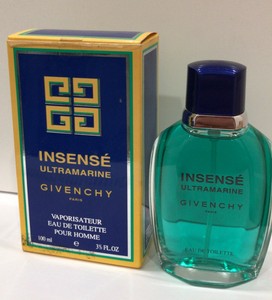 INSENSÉ
ULTRAMARINE
GIVENCHY
PARIS
VAPORISATEUR
EAU DE TOILETTE
POUR HOMME
100 ml
3⅓ FL.OZ
INSENSÉ
ULTRAMARINE
GIVENCHY
PARIS
EAU DE TOILETTE